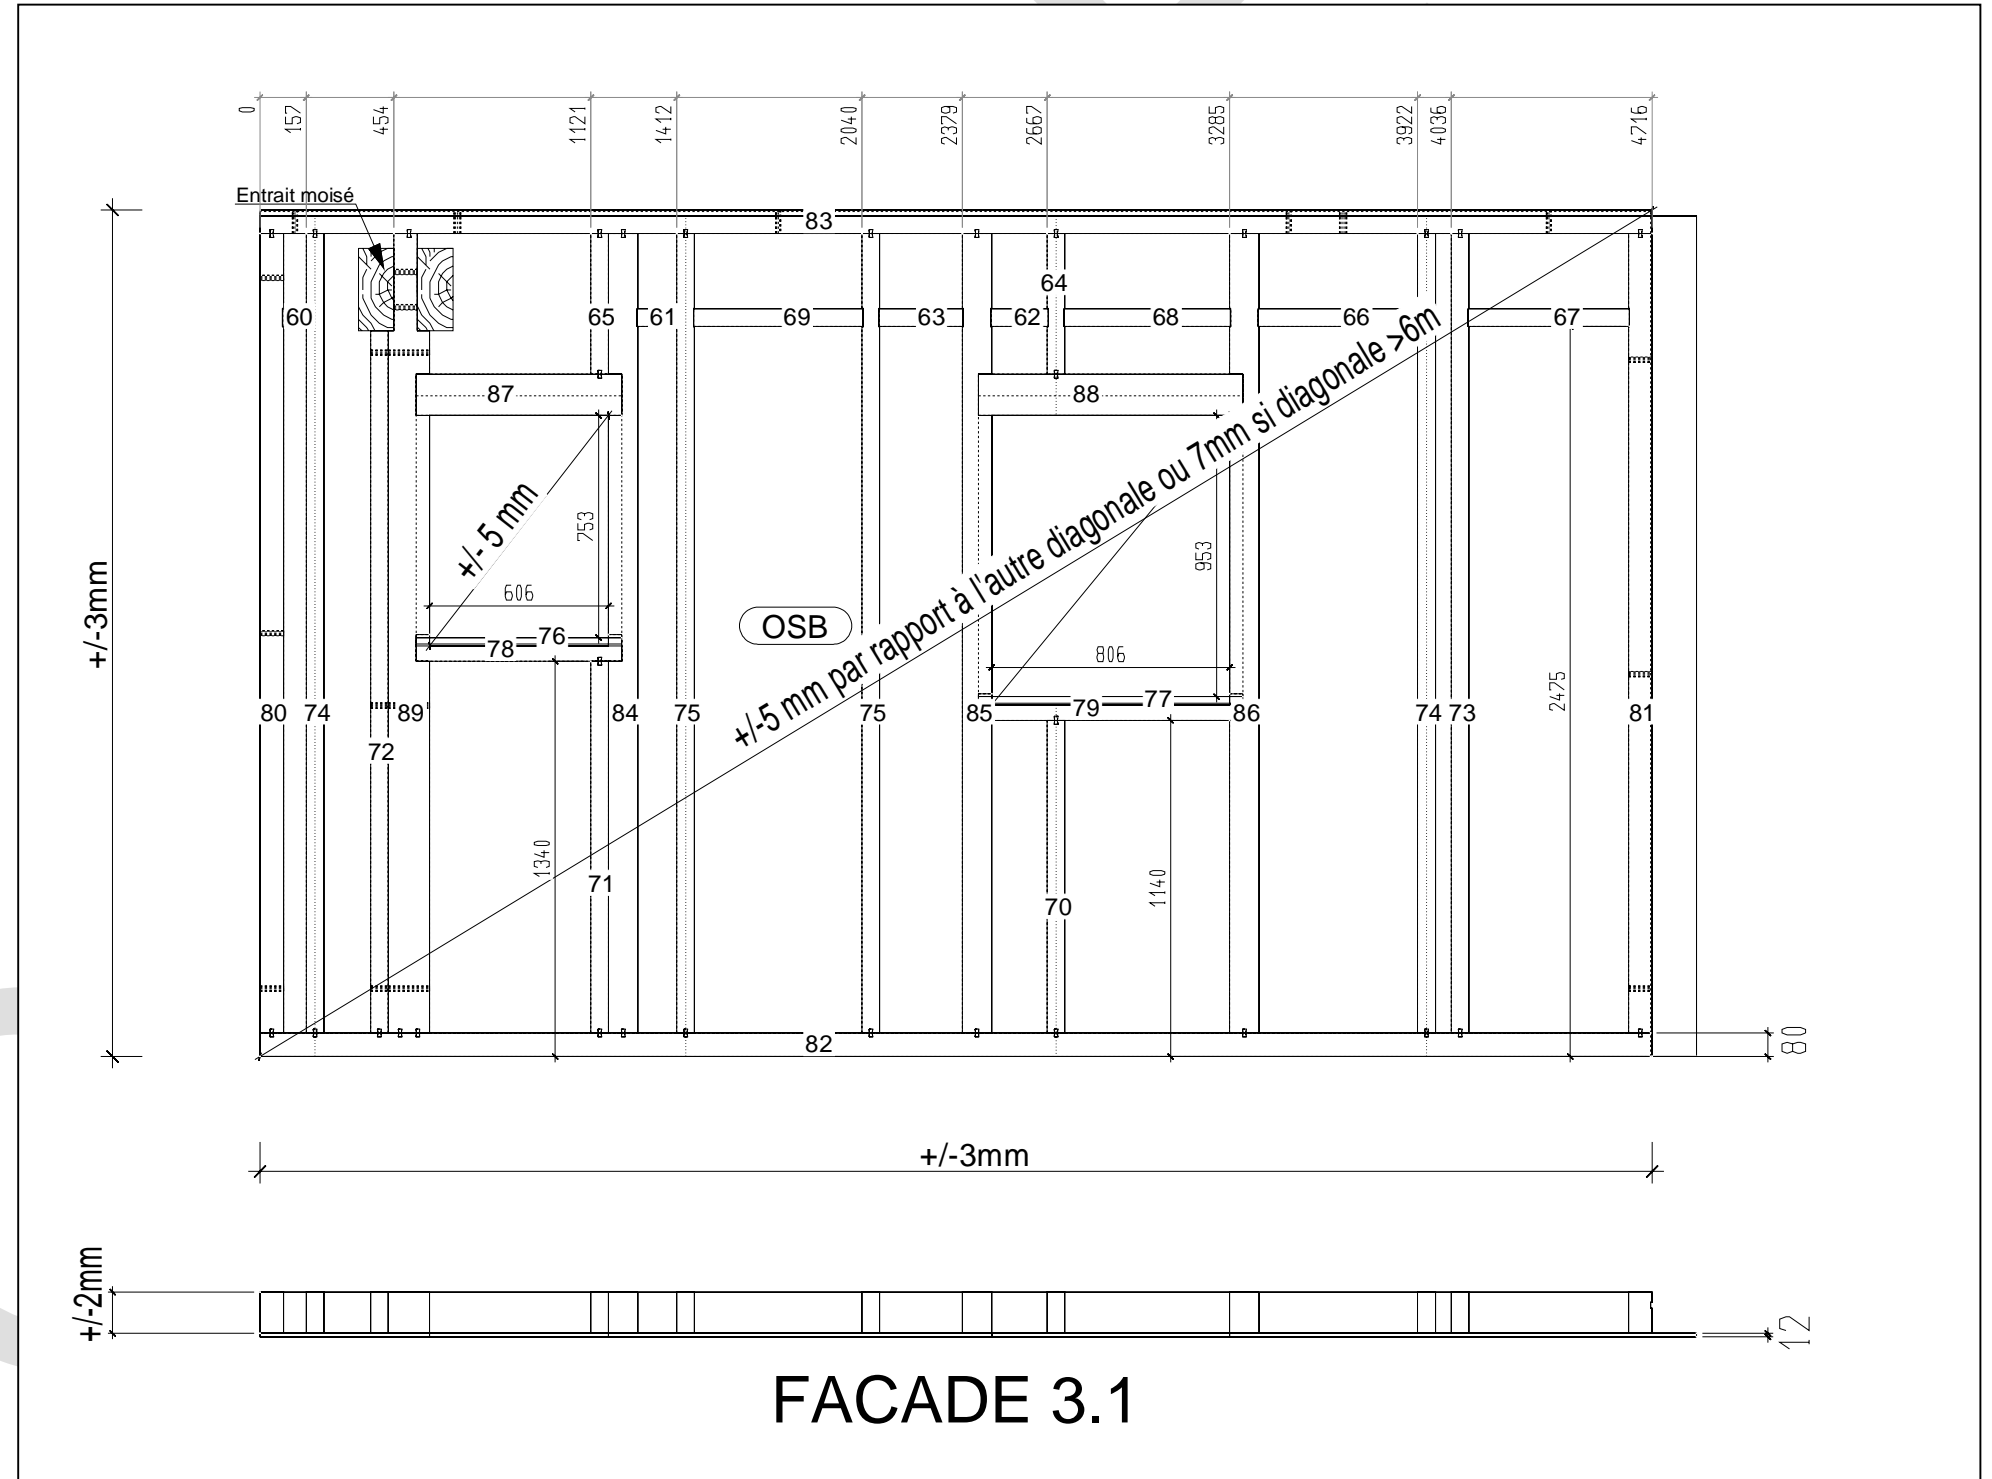 0 157 454 1121 1412 2040 2379 2667 3285 3922 4036 4716
Entrait moisé
83
64
60 65 61 69 63 62 68 66 67
87 88
+/- 5 mm
753
953
606
OSB
806
+/-5 mm par rapport à l'autre diagonale ou 7mm si diagonale >6m
78 76
79 77
+/-3mm
80 74 89 84 75 75 85 86 74 73 81
2475
72
1340
71
1140
70
82
80
+/-3mm
+/-2mm
12
FACADE 3.1